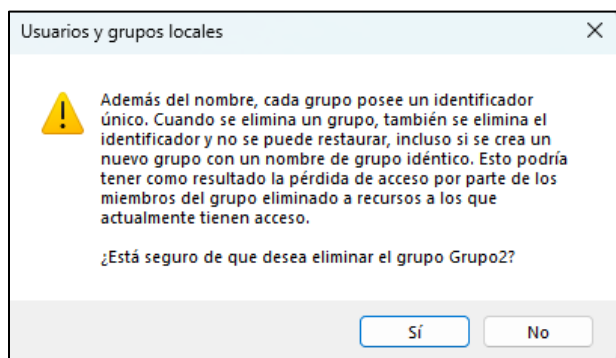 Usuarios y grupos locales
Además del nombre, cada grupo posee un identificador
único. Cuando se elimina un grupo, también se elimina el
identificador y no se puede restaurar, incluso si se crea un
nuevo grupo con un nombre de grupo idéntico. Esto podría
tener como resultado la pérdida de acceso por parte de los
miembros del grupo eliminado a recursos a los que
actualmente tienen acceso.
¿Está seguro de que desea eliminar el grupo Grupo2?
Sí
No